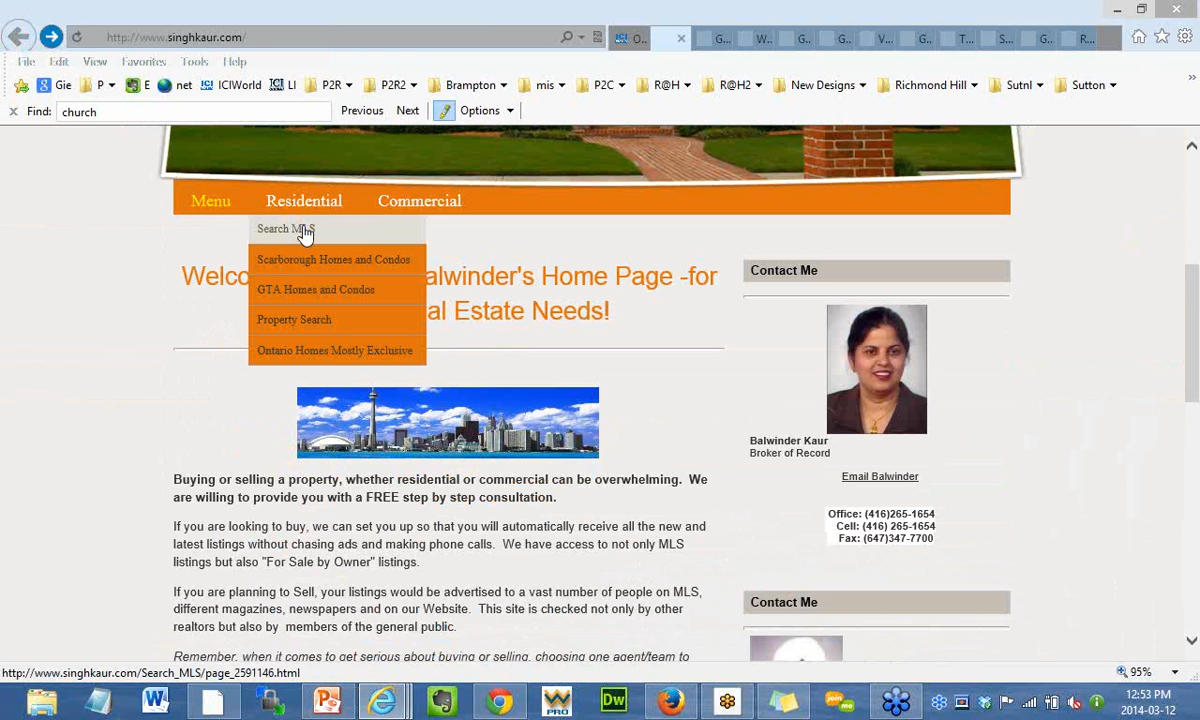 http://www.singhkaur.com/
O...
G...
W...
G...
G...
V...
G...
T...
S...
G...
R...
File Edit View Favorites Tools Help
Gie P E net ICIWorld LI P2R P2R2 Brampton mis P2C R@H R@H2 New Designs Richmond Hill Sutnl Sutton
x Find: church Previous Next Options
Menu Residential Commercial
Search MLS
Scarborough Homes and Condos
GTA Homes and Condos
Property Search
Ontario Homes Mostly Exclusive
Welco alwinder's Home Page -for
al Estate Needs!
Buying or selling a property, whether residential or commercial can be overwhelming. We
are willing to provide you with a FREE step by step consultation.
If you are looking to buy, we can set you up so that you will automatically receive all the new and
latest listings without chasing ads and making phone calls. We have access to not only MLS
listings but also "For Sale by Owner" listings.
If you are planning to Sell, your listings would be advertised to a vast number of people on MLS,
different magazines, newspapers and on our Website. This site is checked not only by other
realtors but also by members of the general public.
Remember, when it comes to get serious about buying or selling, choosing one agent/team to
Contact Me
Balwinder Kaur
Broker of Record
Email Balwinder
Office: (416)265-1654
Cell: (416) 265-1654
Fax: (647)347-7700
Contact Me
http://www.singhkaur.com/Search_MLS/page_2591146.html
95%
12:53 PM
2014-03-12